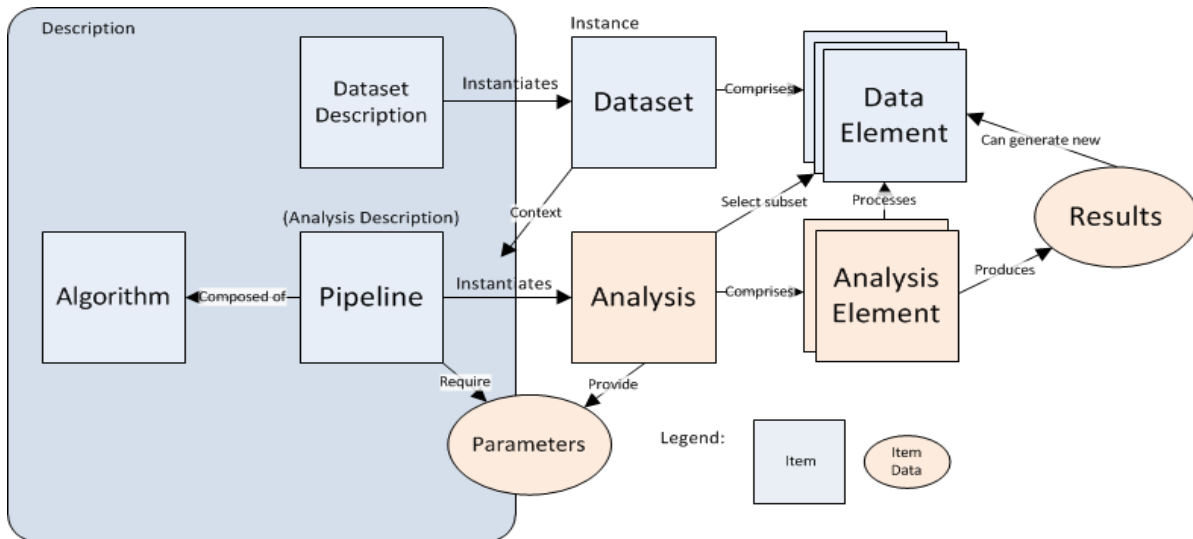 Description
Instance
Dataset
Description
Instantiates
Dataset
Comprises
Data
Element
Can generate new
Context
Select subset
Processes
Results
(Analysis Description)
Algorithm
Composed of
Pipeline
Instantiates
Analysis
Comprises
Analysis
Element
Produces
Require
Provide
Parameters
Legend:
Item
Item
Data